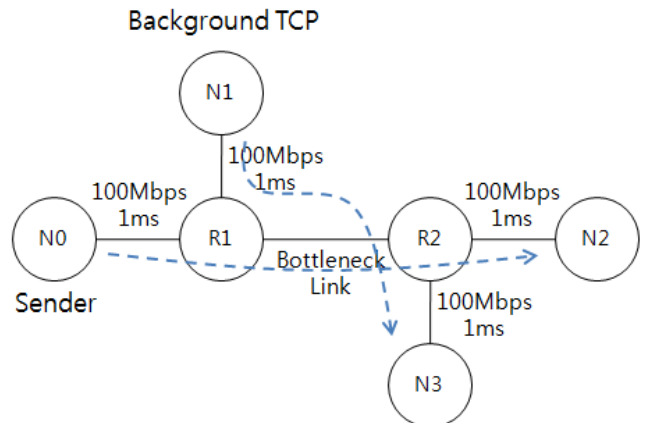 Background TCP
N1
100Mbps
1ms
100Mbps
1ms
100Mbps
1ms
N0
R1
R2
N2
Bottleneck
Link
Sender
100Mbps
1ms
N3